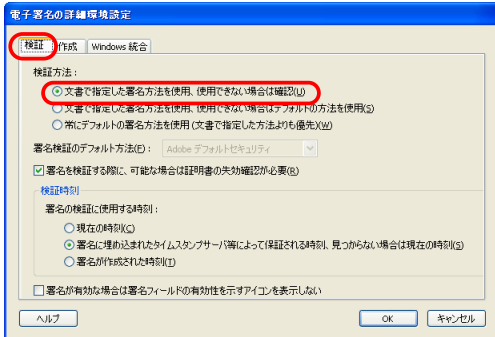 電子署名の詳細環境設定
検証 作成 Windows 統合
検証方法：
文書で指定した署名方法を使用、使用できない場合は確認(U)
文書で指定した署名方法を使用、使用できない場合はデフォルトの方法を使用(S)
常にデフォルトの署名方法を使用(文書で指定した方法よりも優先)(W)
署名検証のデフォルト方法(F)： Adobe デフォルトセキュリティ
署名を検証する際に、可能な場合は証明書の失効確認が必要(R)
検証時刻
署名の検証に使用する時刻：
現在の時刻(C)
署名に埋め込まれたタイムスタンプサーバ等によって保証される時刻、見つからない場合は現在の時刻(S)
署名が作成された時刻(T)
署名が有効な場合は署名フィールドの有効性を示すアイコンを表示しない
ヘルプ OK キャンセル